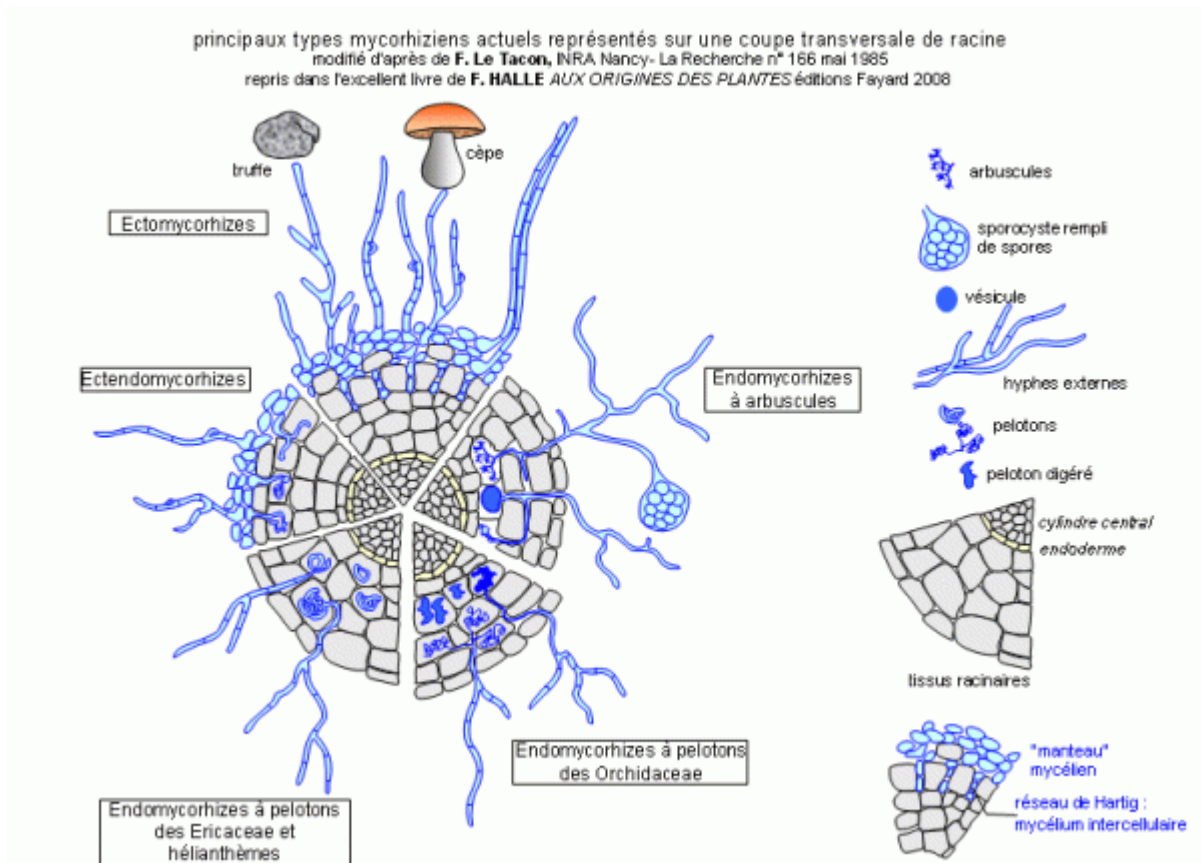 principaux types mycorhiziens actuels représentés sur une coupe transversale de racine
modifié d'après de F. Le Tacon, INRA Nancy- La Recherche n° 166 mai 1985
repris dans l'excellent livre de F. HALLE AUX ORIGINES DES PLANTES éditions Fayard 2008
truffe
cèpe
Ectomycorhizes
Ectendomycorhizes
Endomycorhizes
à arbuscules
Endomycorhizes à pelotons
des Orchidaceae
Endomycorhizes à pelotons
des Ericaceae et
hélianthèmes
arbuscules
sporocyste rempli
de spores
vésicule
hyphes externes
pelotons
peloton digéré
cylindre central
endoderme
tissus racinaires
"manteau"
mycélien
réseau de Hartig :
mycélium intercellulaire